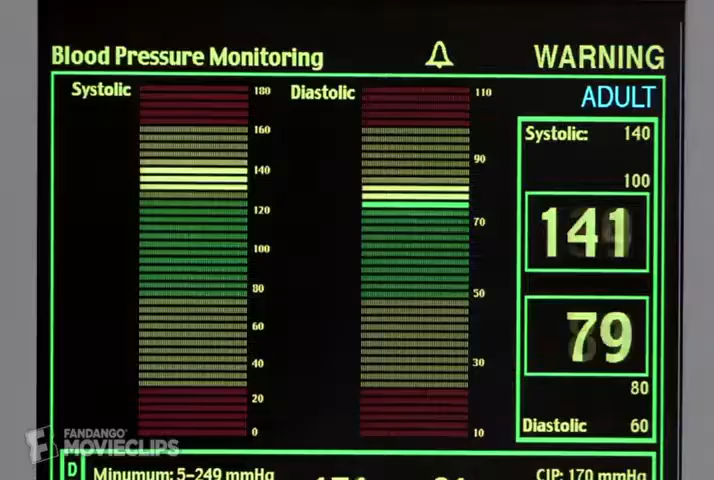 Blood Pressure Monitoring
WARNING
Systolic
180
160
140
120
100
80
60
40
20
0
Diastolic
110
90
70
50
30
10
ADULT
Systolic: 140
100
141
79
80
Diastolic 60
FANDANGO
MOVIECLIPS
D
Minumum: 5-249 mmHg
CIP: 170 mmHg